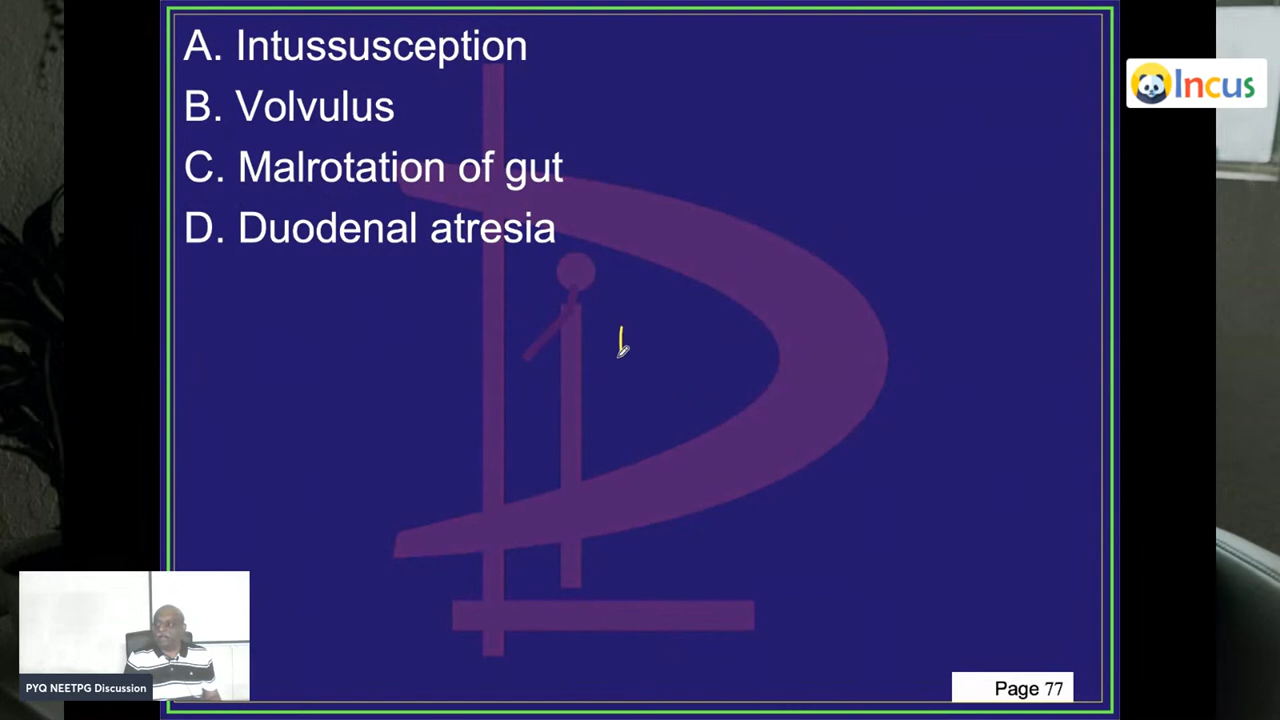 A. Intussusception
B. Volvulus
C. Malrotation of gut
D. Duodenal atresia
Incus
PYQ NEETPG Discussion
Page 77